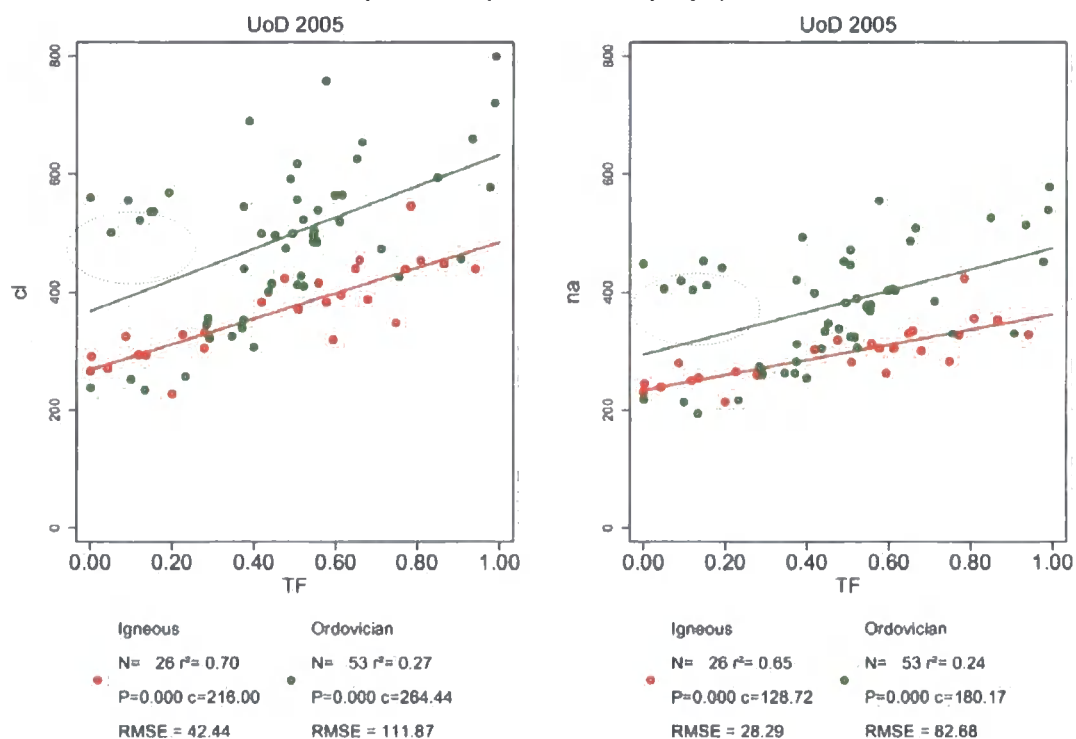 UoD 2005
800
600
400
200
0
cl
0.00 0.20 0.40 0.60 0.80 1.00
TF
Igneous Ordovician
N= 26 r²= 0.70 N= 53 r²= 0.27
P=0.000 c=216.00 P=0.000 c=264.44
RMSE = 42.44 RMSE = 111.87
UoD 2005
800
600
400
200
0
na
0.00 0.20 0.40 0.60 0.80 1.00
TF
Igneous Ordovician
N= 26 r²= 0.65 N= 53 r²= 0.24
P=0.000 c=128.72 P=0.000 c=180.17
RMSE = 28.29 RMSE = 82.68